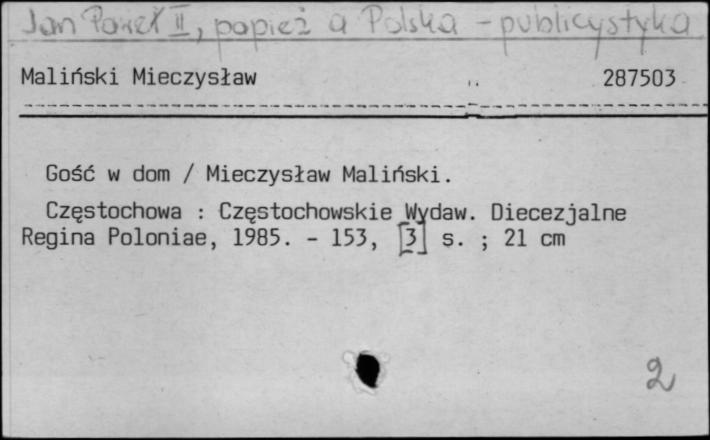 Jan Paweł II, papież a Polska - publicystyka
Maliński Mieczysław 287503
Gość w dom / Mieczysław Maliński.
Częstochowa : Częstochowskie Wydaw. Diecezjalne
Regina Poloniae, 1985. - 153, [3] s. ; 21 cm
2